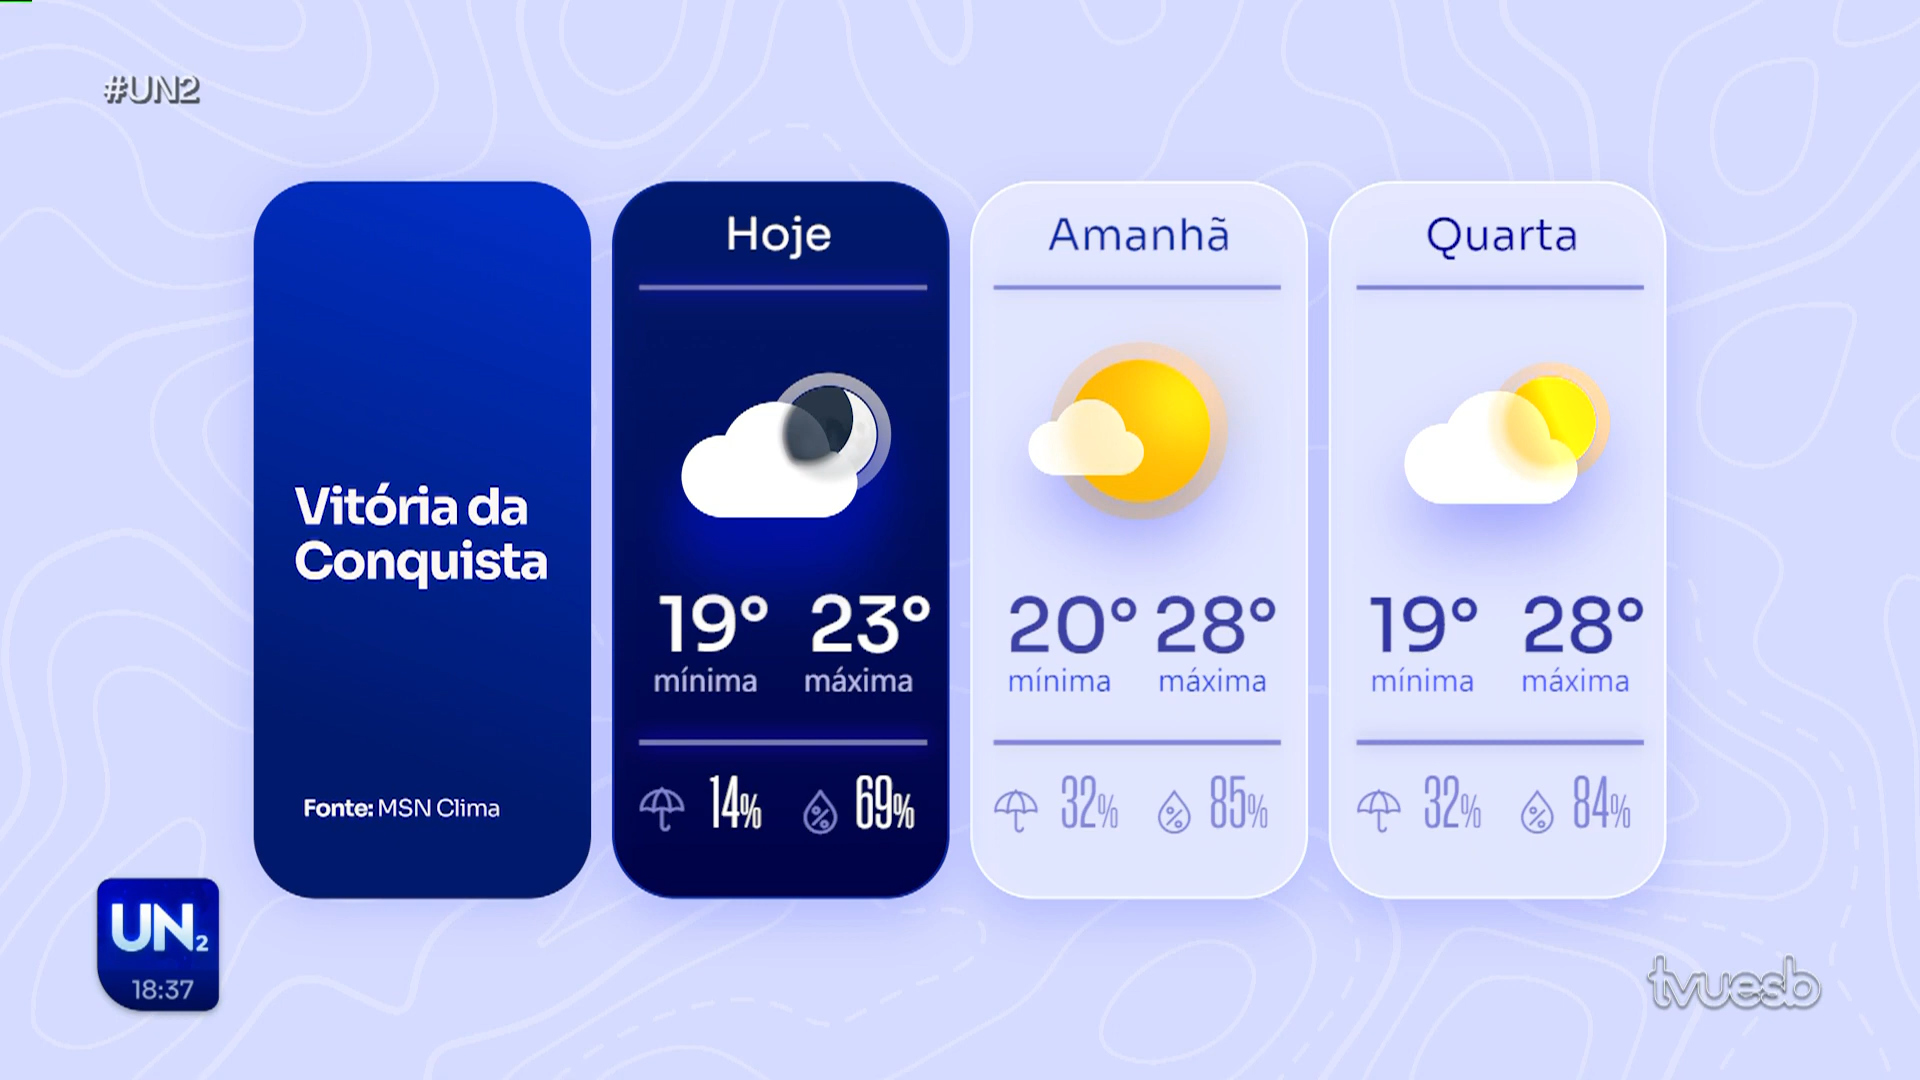 #UN2
Vitória da
Conquista
Fonte: MSN Clima
Hoje
19° 23°
mínima máxima
14% 69%
Amanhã
20° 28°
mínima máxima
32% 85%
Quarta
19° 28°
mínima máxima
32% 84%
UN2
18:37
tvuesb